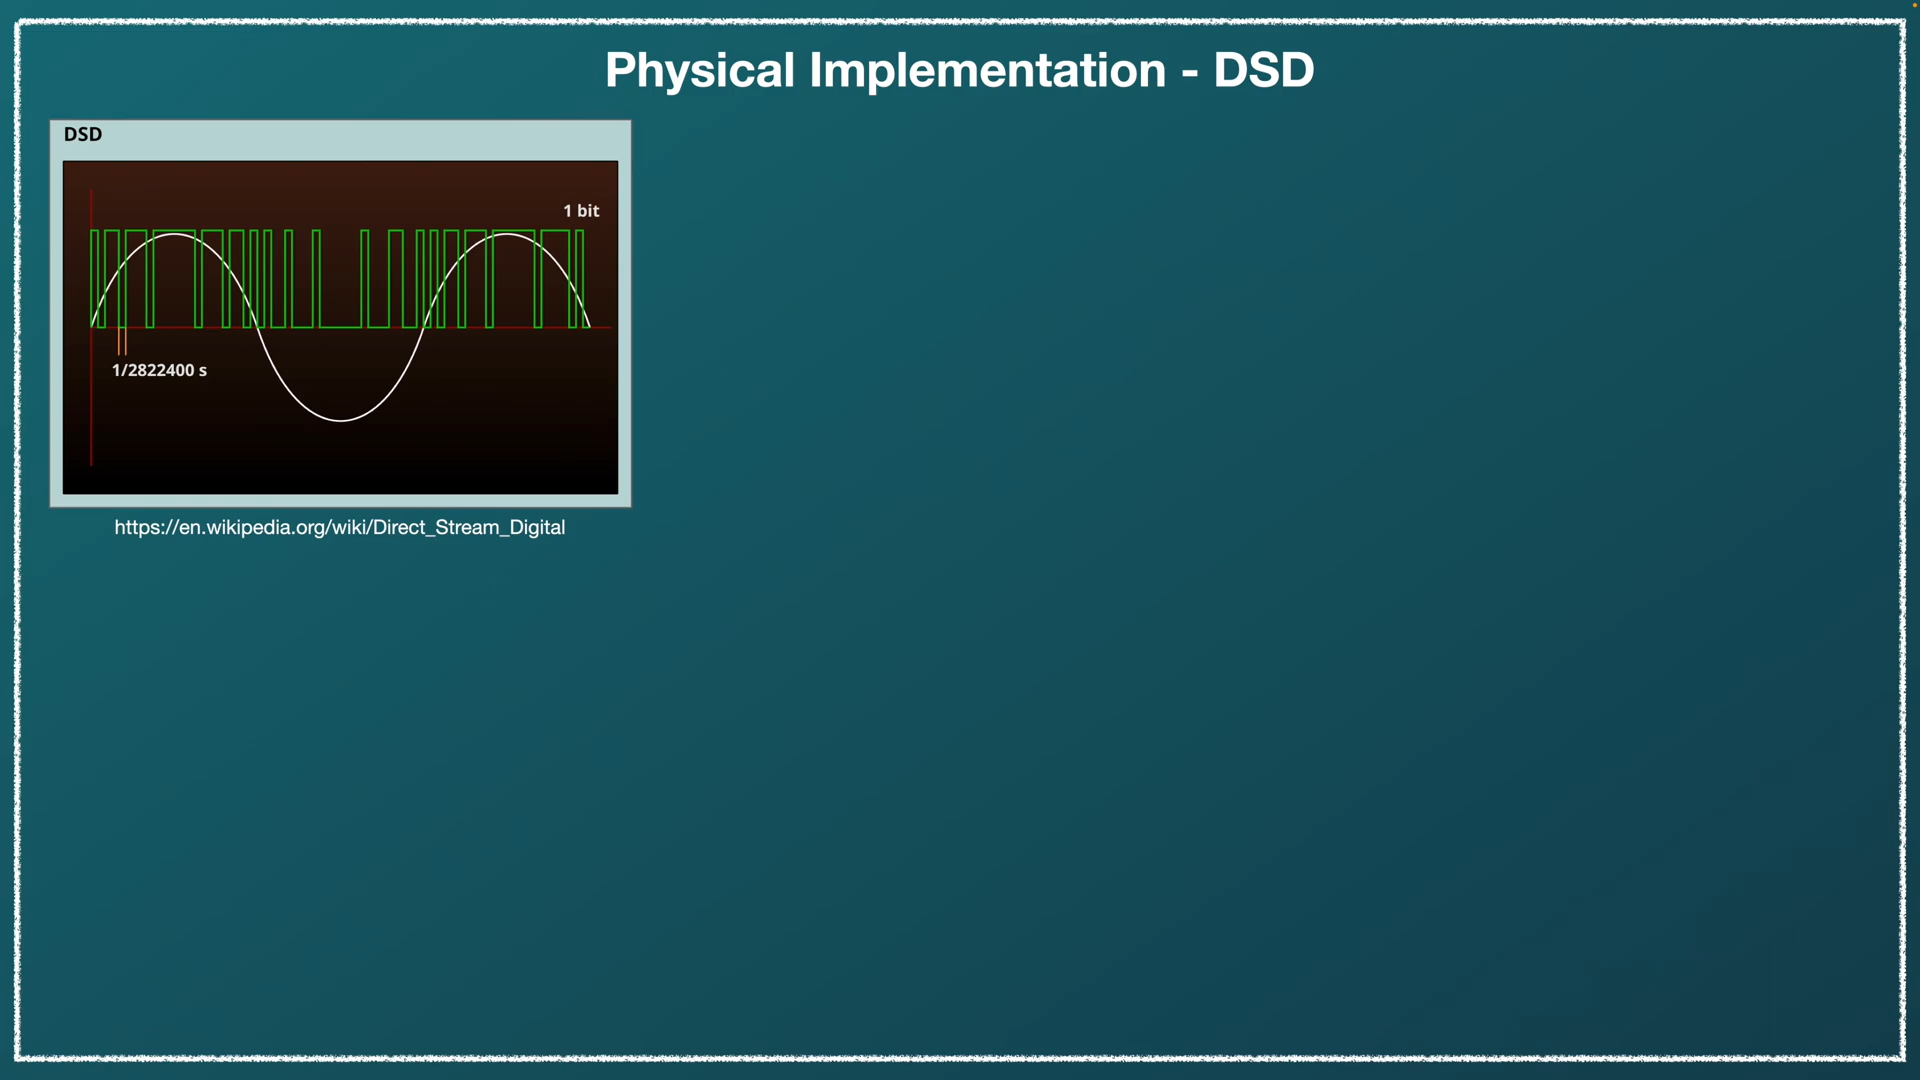 Physical Implementation - DSD
DSD
1 bit
1/2822400 s
https://en.wikipedia.org/wiki/Direct_Stream_Digital